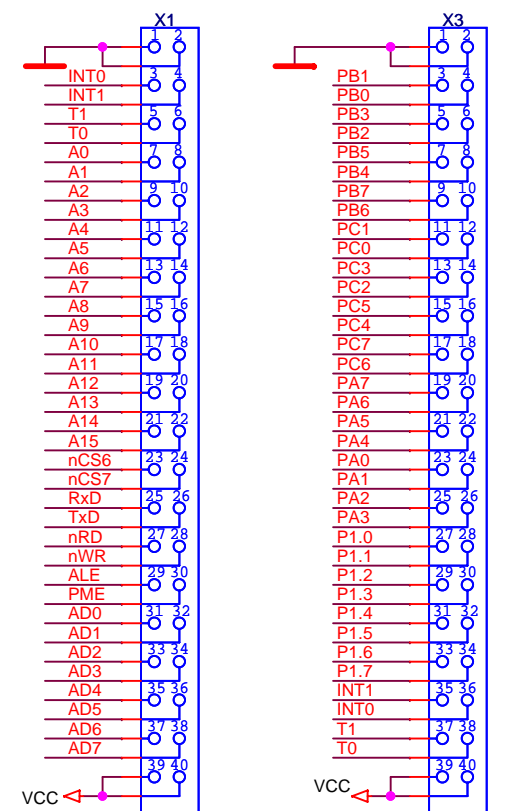 X1
1 2
INT0
3 4
INT1
T1
5 6
T0
A0
7 8
A1
A2
9 10
A3
A4
11 12
A5
A6
13 14
A7
A8
15 16
A9
A10
17 18
A11
A12
19 20
A13
A14
21 22
A15
nCS6
23 24
nCS7
RxD
25 26
TxD
nRD
27 28
nWR
ALE
29 30
PME
AD0
31 32
AD1
AD2
33 34
AD3
AD4
35 36
AD5
AD6
37 38
AD7
39 40
VCC
X3
1 2
PB1
3 4
PB0
PB3
5 6
PB2
PB5
7 8
PB4
PB7
9 10
PB6
PC1
11 12
PC0
PC3
13 14
PC2
PC5
15 16
PC4
PC7
17 18
PC6
PA7
19 20
PA6
PA5
21 22
PA4
PA0
23 24
PA1
PA2
25 26
PA3
P1.0
27 28
P1.1
P1.2
29 30
P1.3
P1.4
31 32
P1.5
P1.6
33 34
P1.7
INT1
35 36
INT0
T1
37 38
T0
39 40
VCC